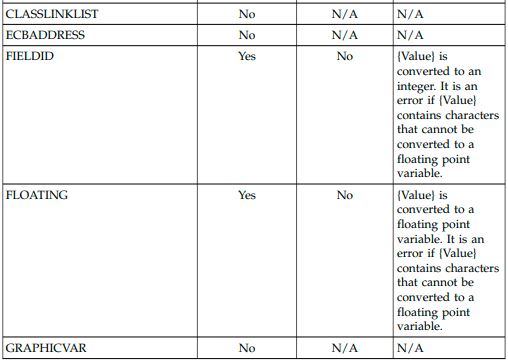 CLASSLINKLIST No N/A N/A
ECBADDRESS No N/A N/A
FIELDID Yes No {Value} is
converted to an
integer. It is an
error if {Value}
contains characters
that cannot be
converted to a
floating point
variable.
FLOATING Yes No {Value} is
converted to a
floating point
variable. It is an
error if {Value}
contains characters
that cannot be
converted to a
floating point
variable.
GRAPHICVAR No N/A N/A